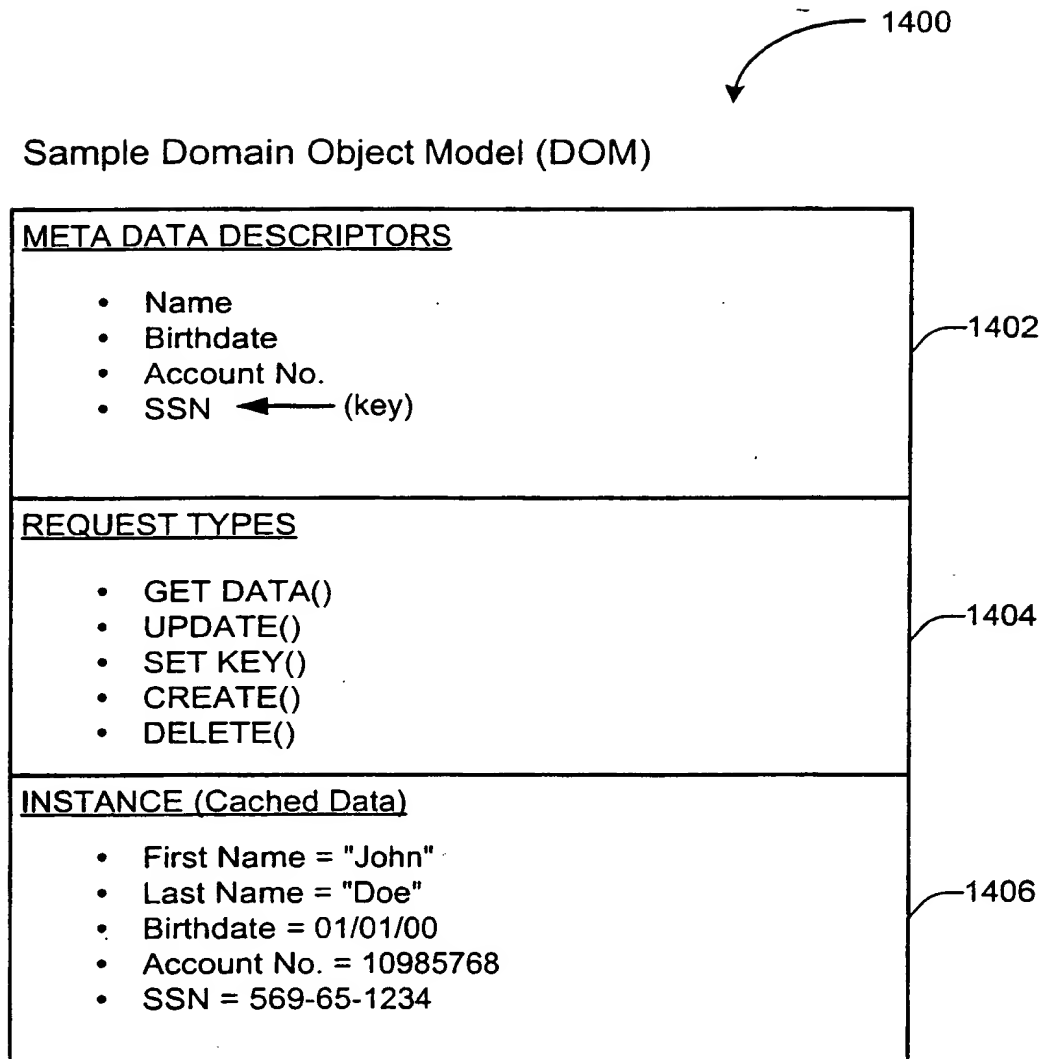 1400
Sample Domain Object Model (DOM)
META DATA DESCRIPTORS
• Name
• Birthdate
• Account No.
• SSN (key)
1402
REQUEST TYPES
• GET DATA()
• UPDATE()
• SET KEY()
• CREATE()
• DELETE()
1404
INSTANCE (Cached Data)
• First Name = "John"
• Last Name = "Doe"
• Birthdate = 01/01/00
• Account No. = 10985768
• SSN = 569-65-1234
1406